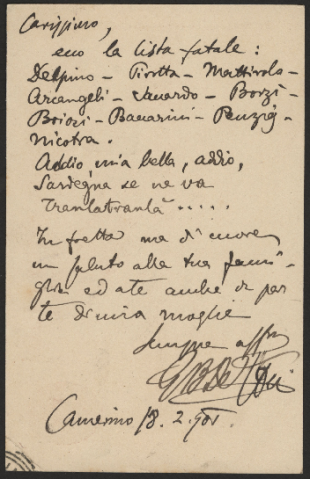 Carissimo,
ecco la lista fatale:
Delpino - Pirotta - Mattirolo -
Arcangeli - Saccardo - Borzì -
Briosi - Baccarini - Penzig -
Nicotra.
Addio mia bella, addio,
Sardegna se ne va
Tranlatranlà.....
In fretta ma di cuore
un saluto alla tua fami-
glia ed a te anche da par
te di mia moglie
Sempre aff
GBDeToni
Camerino 18.2.901.